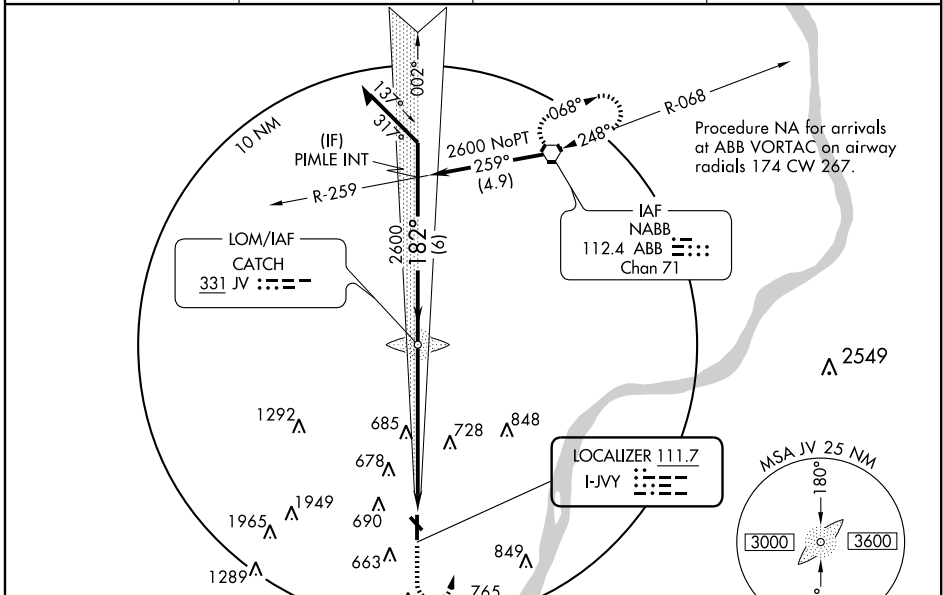 002°
10 NM
137°
317°
(IF)
PIMLE INT
R-259
2600 NoPT
259°
(4.9)
068°
248°
R-068
Procedure NA for arrivals
at ABB VORTAC on airway
radials 174 CW 267.
IAF
NABB
112.4 ABB
Chan 71
LOM/IAF
CATCH
331 JV
2600
182°
(6)
2549
1292
685
728
848
678
LOCALIZER 111.7
I-JVY
1949
1965
690
663
849
1289
765
MSA JV 25 NM
180°
3000
3600